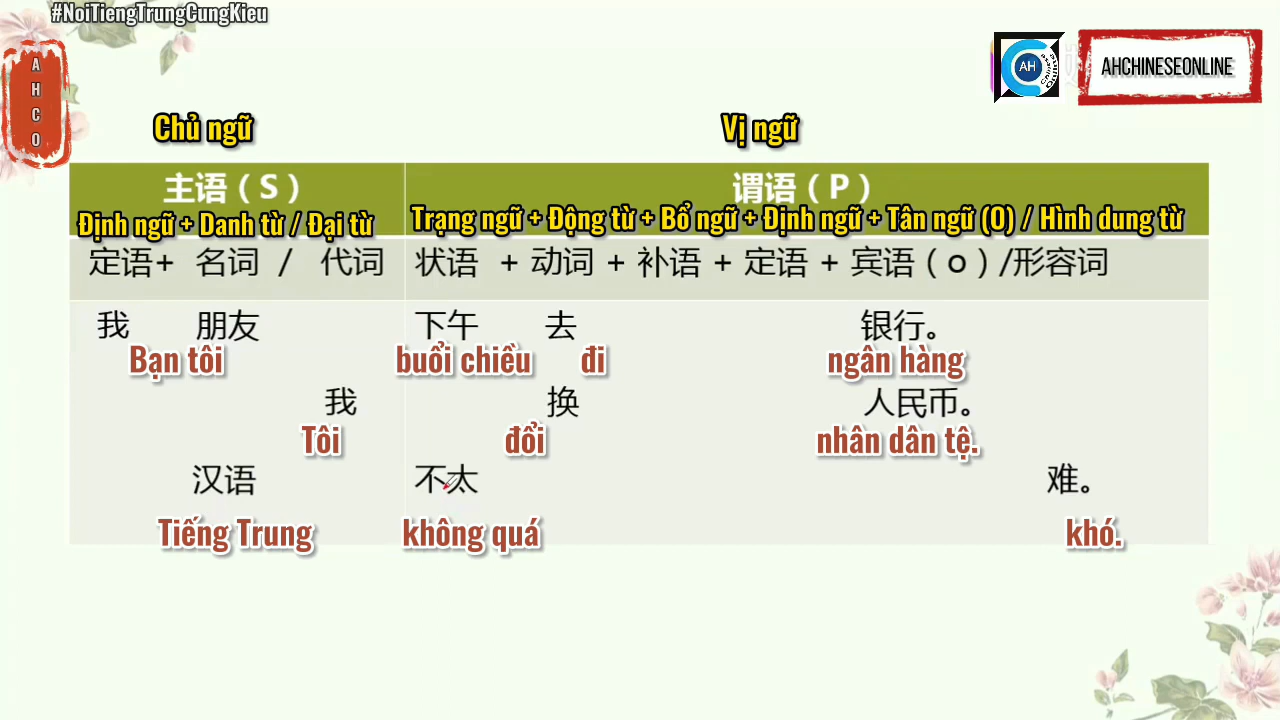 #NoiTiengTrungCungKieu
A
H
C
O
AH
AHCHINESEONLINE
Chủ ngữ Vị ngữ
主语（S） 谓语（P）
Định ngữ + Danh từ / Đại từ Trạng ngữ + Động từ + Bổ ngữ + Định ngữ + Tân ngữ (O) / Hình dung từ
定语+ 名词 / 代词 状语 + 动词 + 补语 + 定语 + 宾语（o）/形容词
我 朋友 下午 去 银行。
Bạn tôi buổi chiều đi ngân hàng
我 换 人民币。
Tôi đổi nhân dân tệ.
汉语 不太 难。
Tiếng Trung không quá khó.